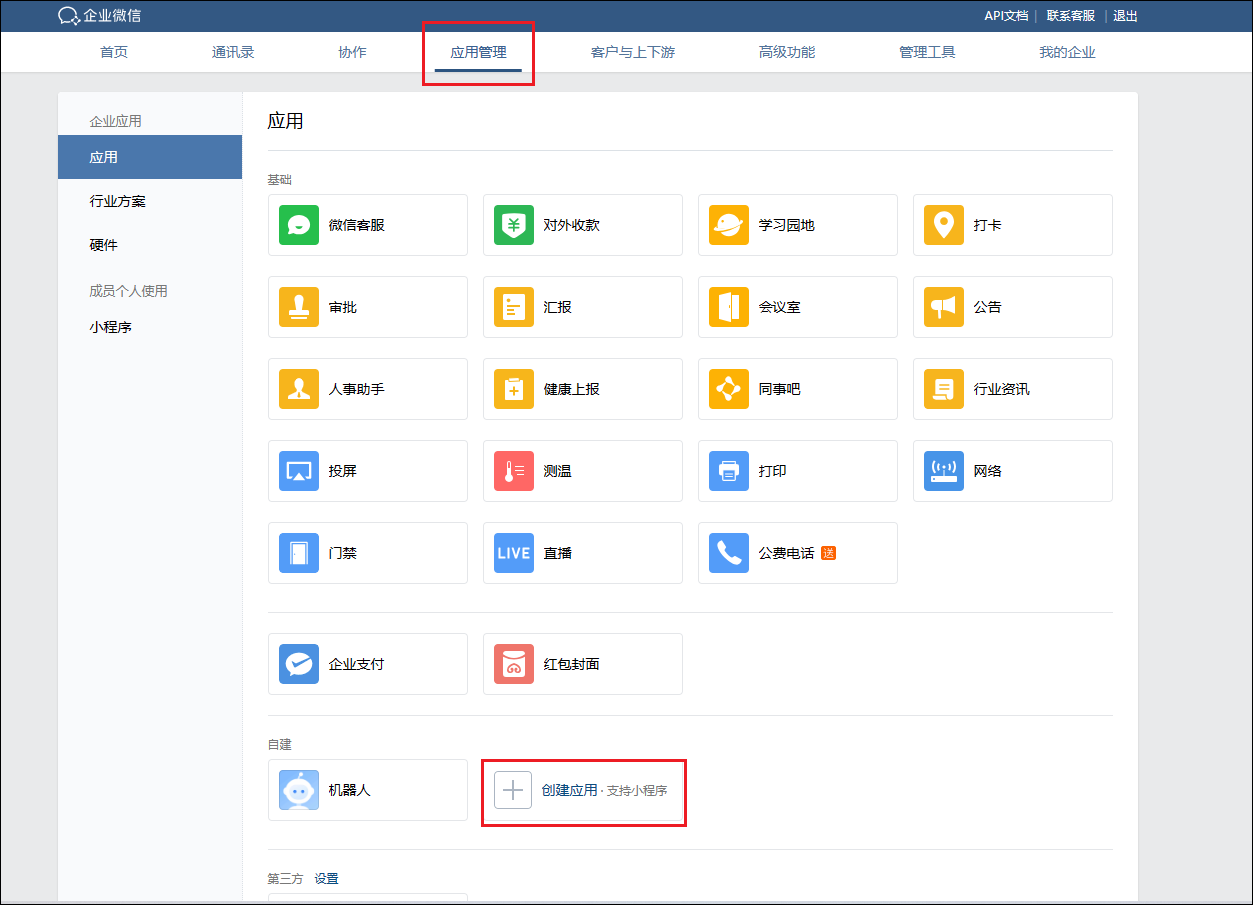 企业微信
API文档 | 联系客服 | 退出
首页 通讯录 协作 应用管理 客户与上下游 高级功能 管理工具 我的企业
企业应用
应用
行业方案
硬件
成员个人使用
小程序
应用
基础
微信客服 对外收款 学习园地 打卡
审批 汇报 会议室 公告
人事助手 健康上报 同事吧 行业资讯
投屏 测温 打印 网络
门禁 LIVE 直播 公费电话 送
企业支付 红包封面
自建
机器人 创建应用 · 支持小程序
第三方 设置